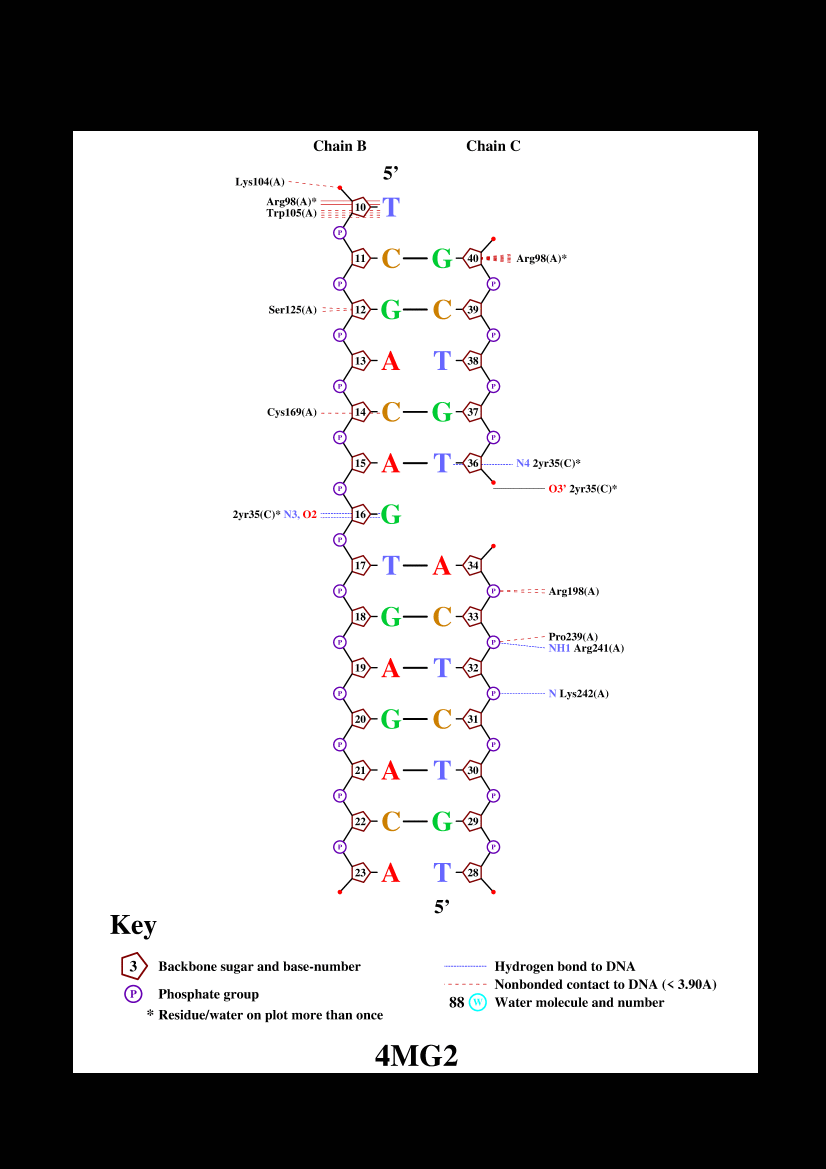 Chain B Chain C
5’
Lys104(A)
Arg98(A)*
10 T
Trp105(A)
P
11 C G 40 Arg98(A)*
P P
Ser125(A) 12 G C 39
P P
13 A T 38
P P
Cys169(A) 14 C G 37
P P
15 A T 36 N4 2yr35(C)*
P O3’ 2yr35(C)*
2yr35(C)* N3, O2 16 G
P
17 T A 34
P P Arg198(A)
18 G C 33
Pro239(A)
P P
NH1 Arg241(A)
19 A T 32
P P N Lys242(A)
20 G C 31
P P
21 A T 30
P P
22 C G 29
P P
23 A T 28
5’
Key
3 Backbone sugar and base-number
P Phosphate group
* Residue/water on plot more than once
Hydrogen bond to DNA
Nonbonded contact to DNA (< 3.90A)
88 W Water molecule and number
4MG2